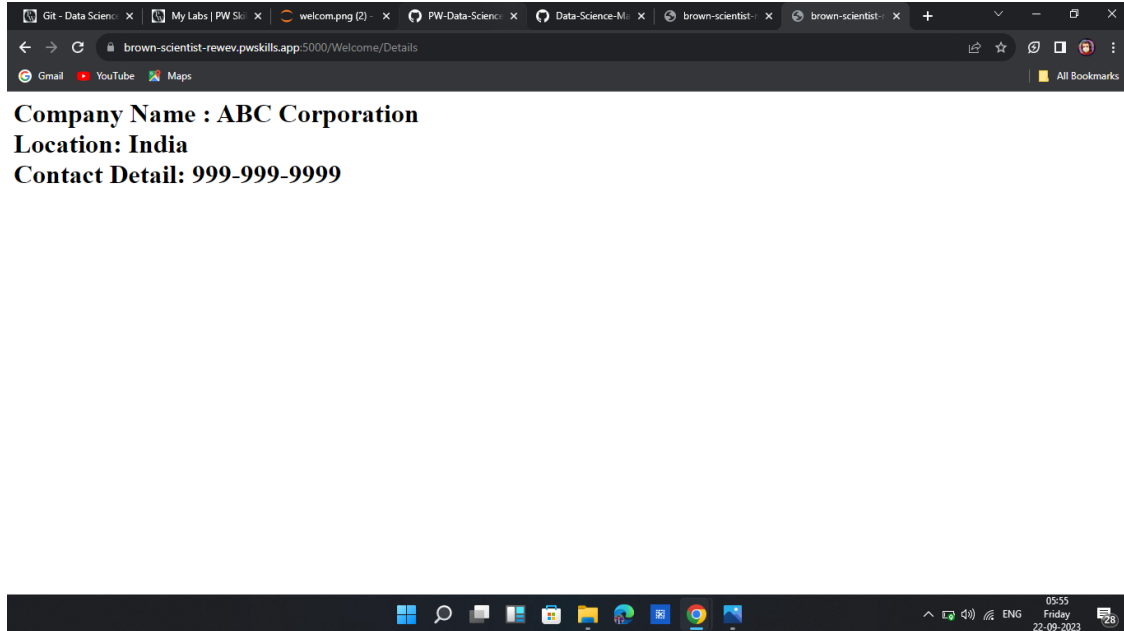 Git - Data Science
My Labs | PW Ski
welcom.png (2) -
PW-Data-Science
Data-Science-Ma
brown-scientist-r
brown-scientist-r
brown-scientist-rewev.pwskills.app:5000/Welcome/Details
Gmail
YouTube
Maps
All Bookmarks
Company Name : ABC Corporation
Location: India
Contact Detail: 999-999-9999
ENG
05:55
Friday
22-09-2023
28